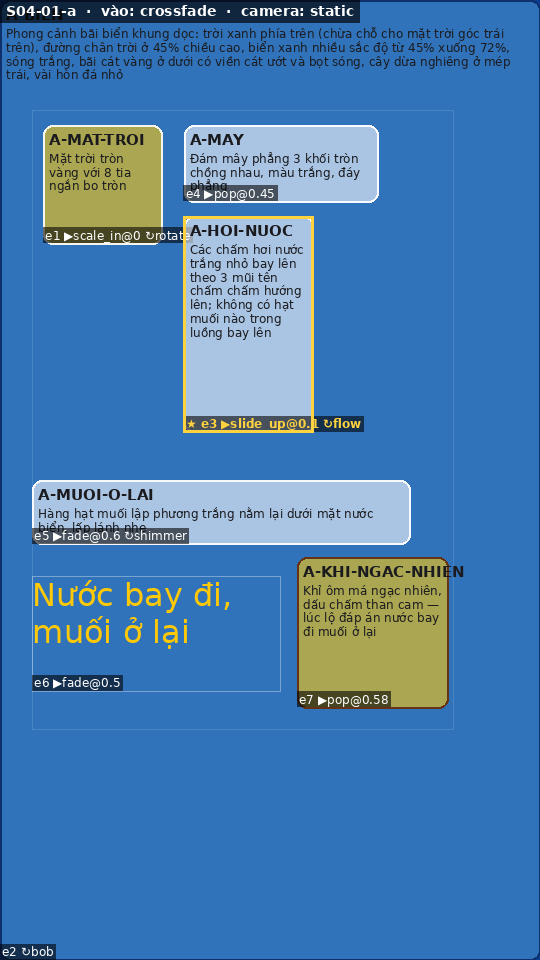 S04-01-a · vào: crossfade · camera: static
Phong cảnh bãi biển khung dọc: trời xanh phía trên (chừa chỗ cho mặt trời góc trái
trên), đường chân trời ở 45% chiều cao, biển xanh nhiều sắc độ từ 45% xuống 72%,
sóng trắng, bãi cát vàng ở dưới có viền cát ướt và bọt sóng, cây dừa nghiêng ở mép
trái, vài hòn đá nhỏ
A-MAT-TROI
Mặt trời tròn
vàng với 8 tia
ngắn bo tròn
e1 ▶scale_in@0 ↻rotate
A-MAY
Đám mây phẳng 3 khối tròn
chồng nhau, màu trắng, đáy
phẳng
e4 ▶pop@0.45
A-HOI-NUOC
Các chấm hơi nước
trắng nhỏ bay lên
theo 3 mũi tên
chấm chấm hướng
lên; không có hạt
muối nào trong
luồng bay lên
★ e3 ▶slide_up@0.1 ↻flow
A-MUOI-O-LAI
Hàng hạt muối lập phương trắng nằm lại dưới mặt nước
biển, lấp lánh nhẹ
e5 ▶fade@0.6 ↻shimmer
Nước bay đi,
muối ở lại
e6 ▶fade@0.5
A-KHI-NGAC-NHIEN
Khỉ ôm má ngạc nhiên,
dấu chấm than cam —
lúc lộ đáp án nước bay
đi muối ở lại
e7 ▶pop@0.58
e2 ↻bob